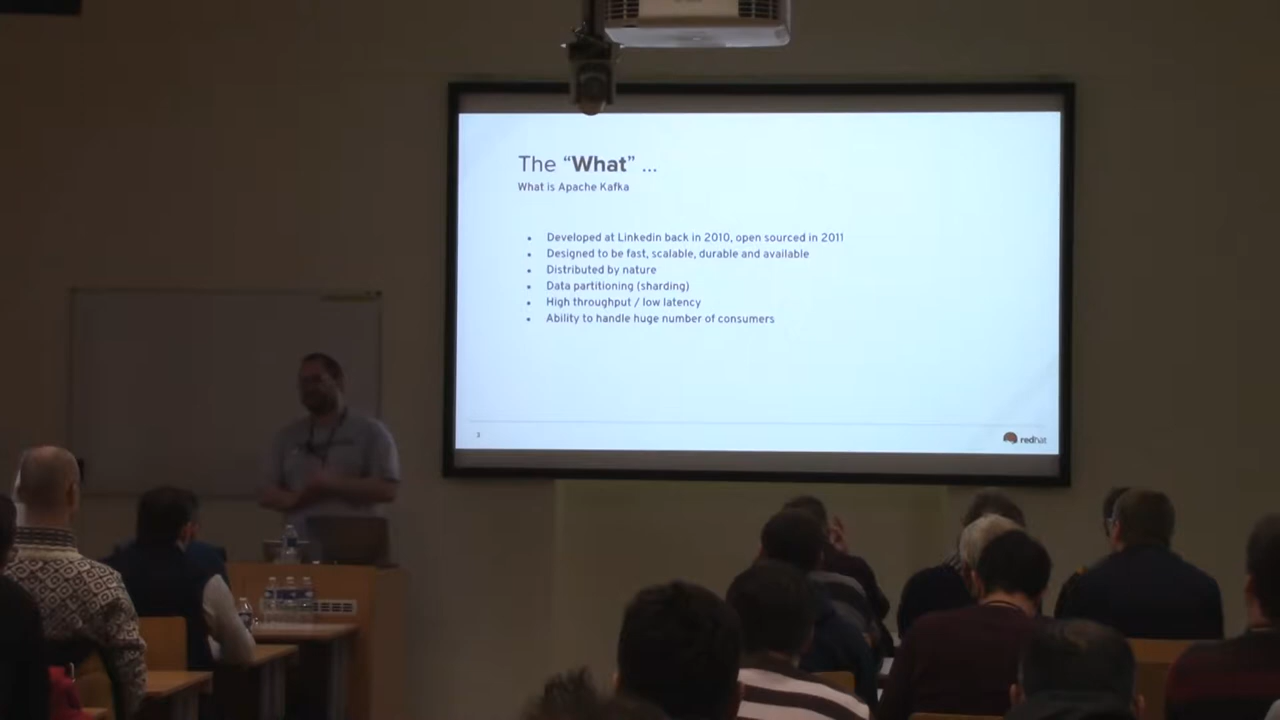 The “What” ...
What is Apache Kafka
• Developed at Linkedin back in 2010, open sourced in 2011
• Designed to be fast, scalable, durable and available
• Distributed by nature
• Data partitioning (sharding)
• High throughput / low latency
• Ability to handle huge number of consumers
3
redhat